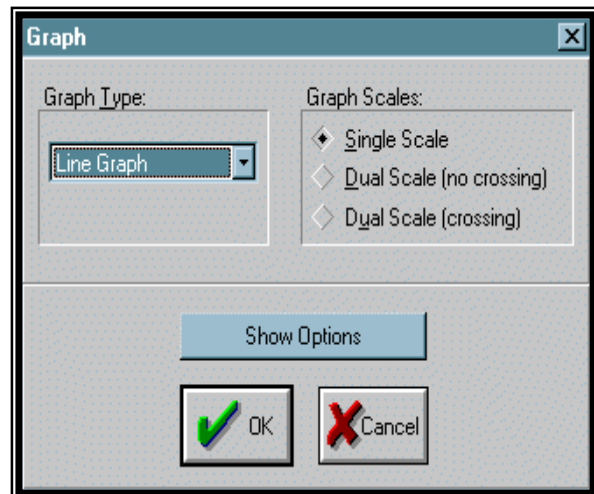 Graph
Graph Type:
Line Graph
Graph Scales:
Single Scale
Dual Scale (no crossing)
Dual Scale (crossing)
Show Options
OK
Cancel